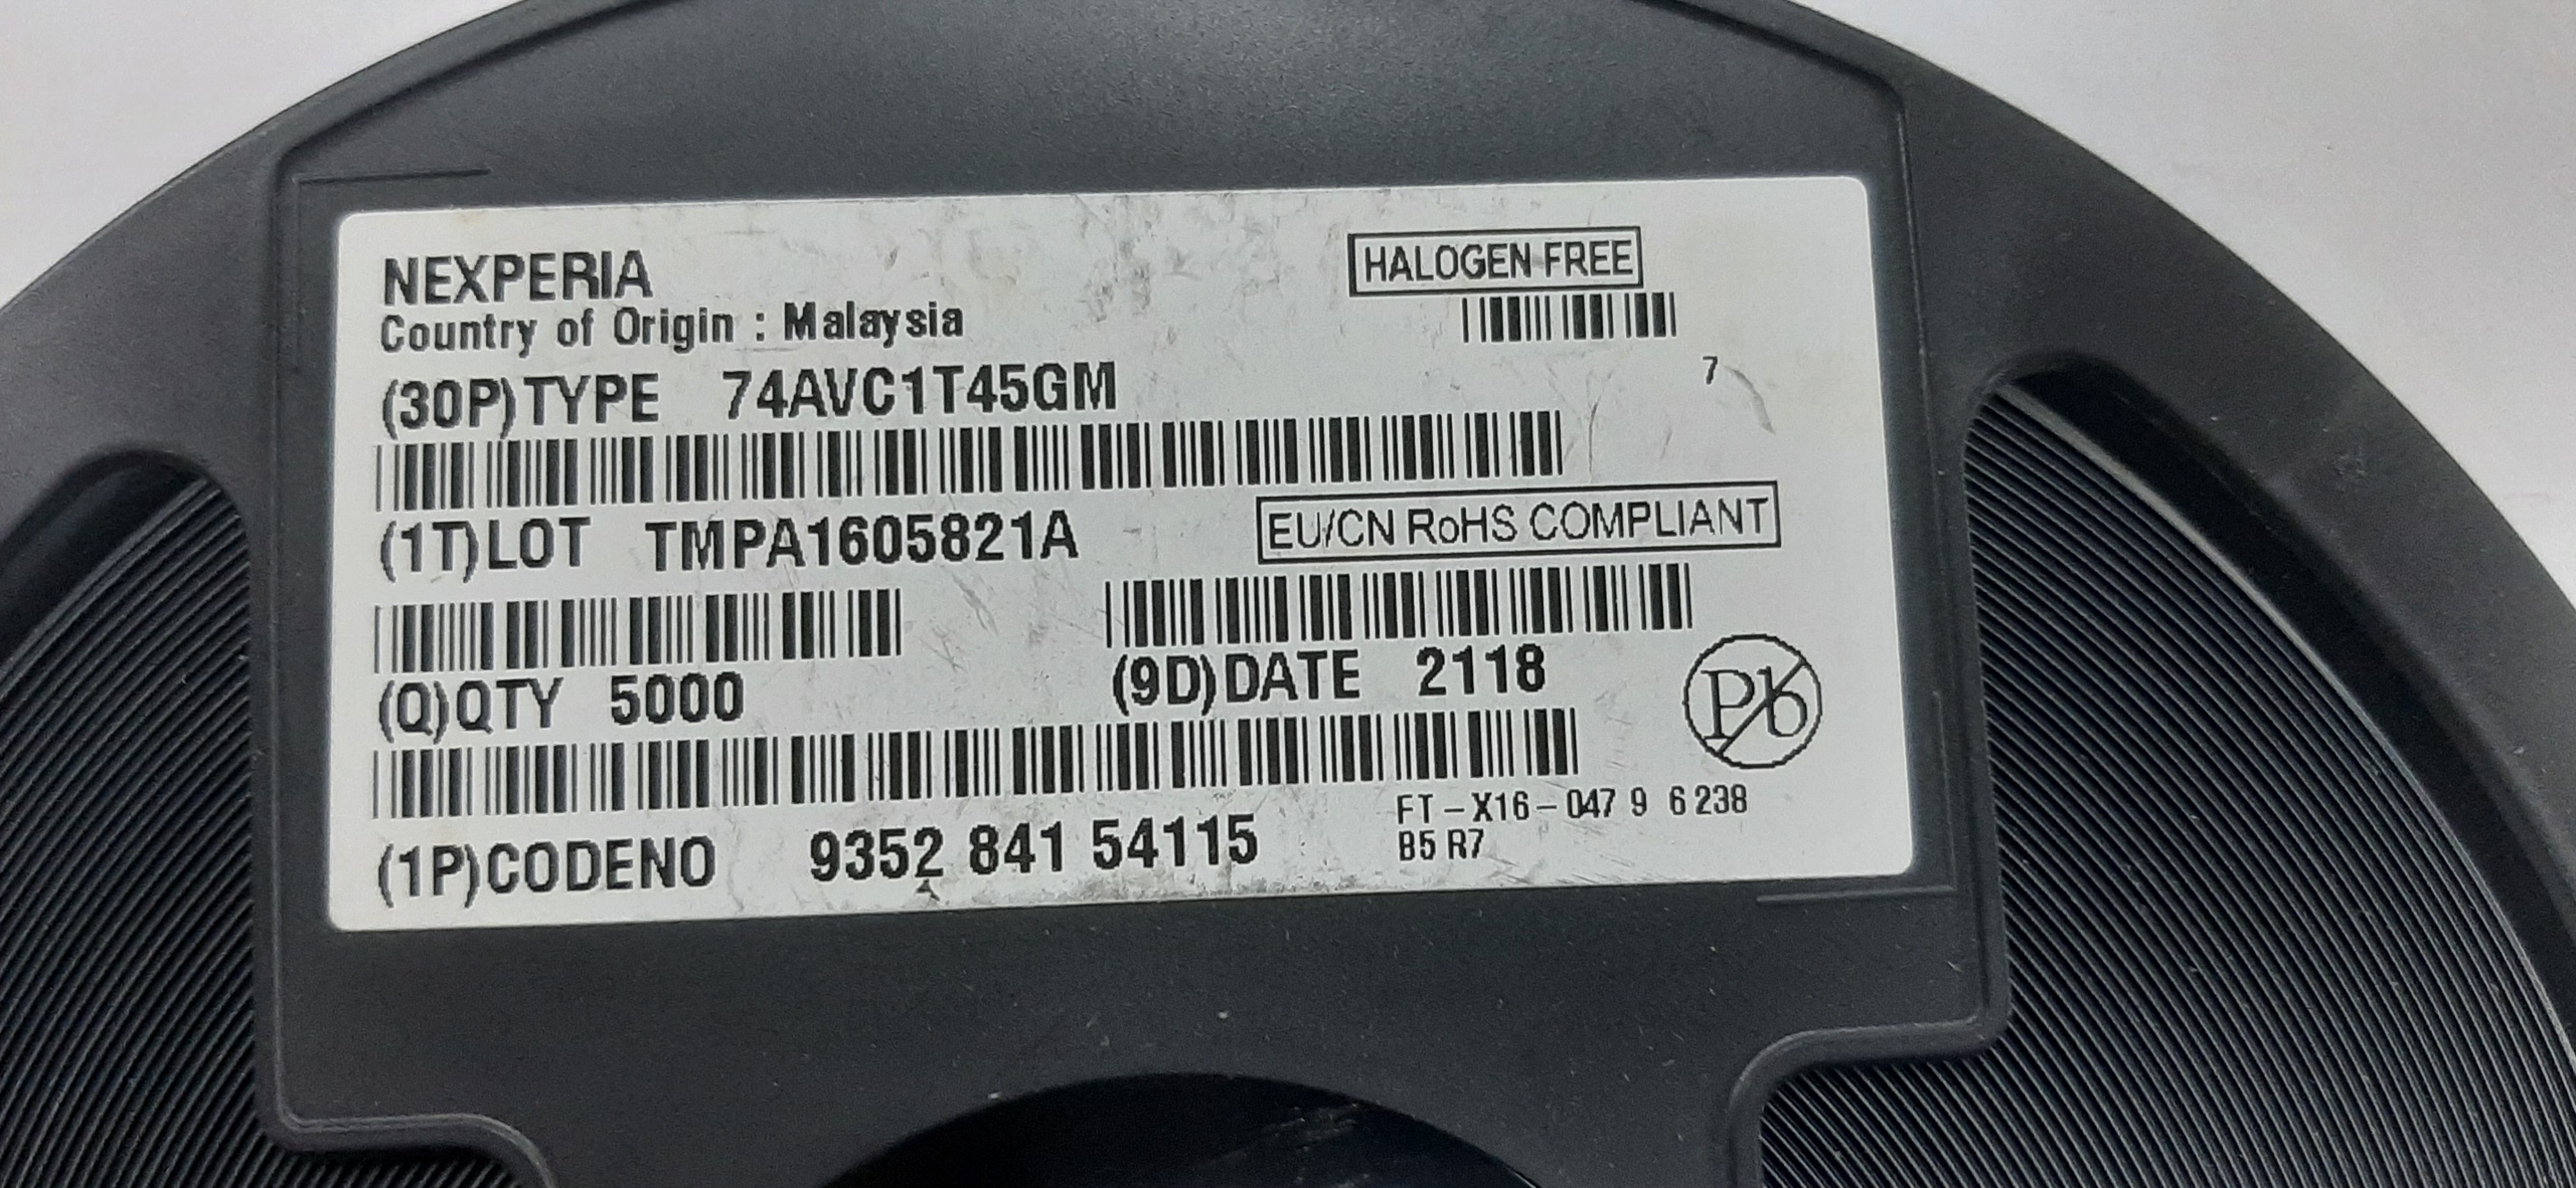 NEXPERIA
HALOGEN FREE
Country of Origin : Malaysia
(30P)TYPE 74AVC1T45GM
7
(1T)LOT TMPA1605821A
EU/CN RoHS COMPLIANT
(Q)QTY 5000
(9D)DATE 2118
Pb
FT-X16-047 9 6 238
B5 R7
(1P)CODENO 9352 841 54115